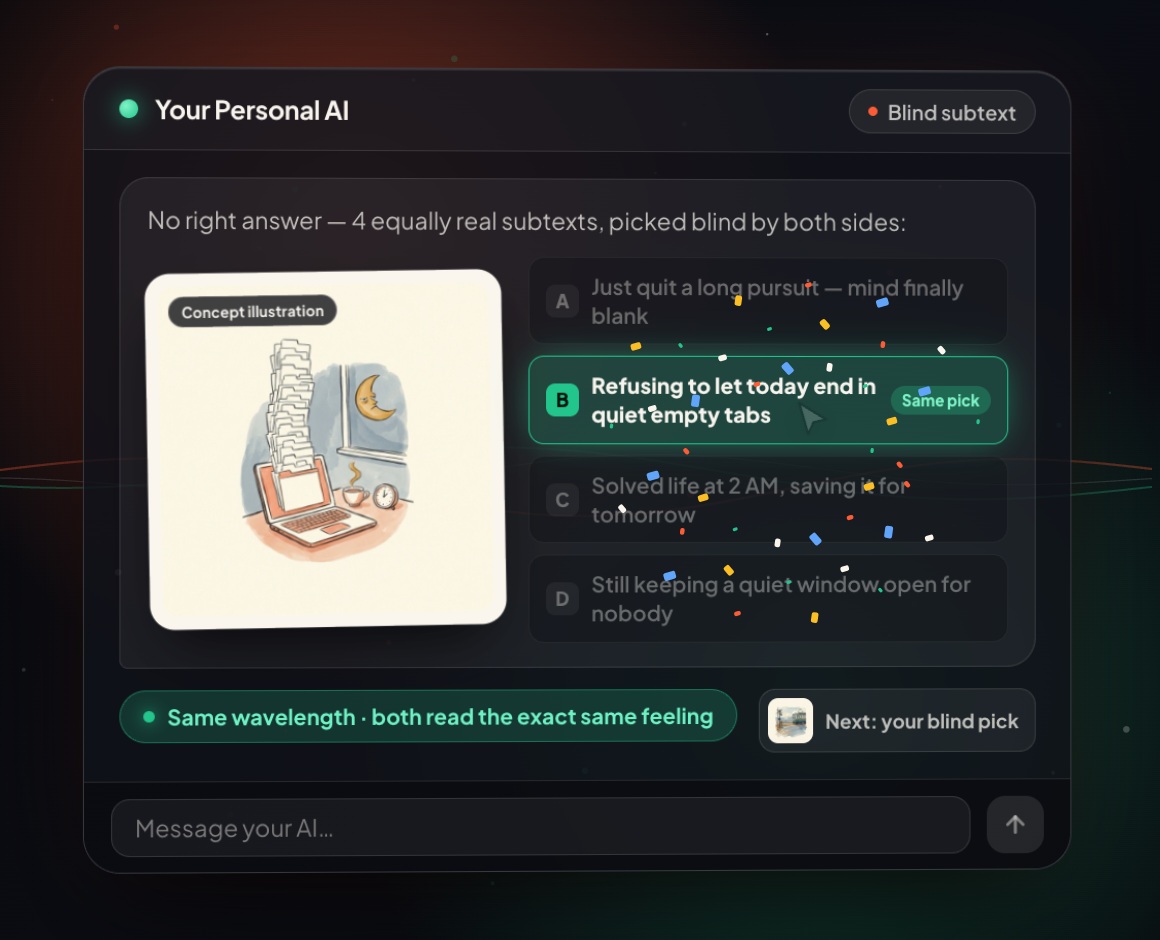 Your Personal AI
Blind subtext
No right answer — 4 equally real subtexts, picked blind by both sides:
Concept illustration
A
Just quit a long pursuit — mind finally
blank
B
Refusing to let today end in
quiet empty tabs
Same pick
C
Solved life at 2 AM, saving it for
tomorrow
D
Still keeping a quiet window open for
nobody
Same wavelength · both read the exact same feeling
Next: your blind pick
Message your AI...